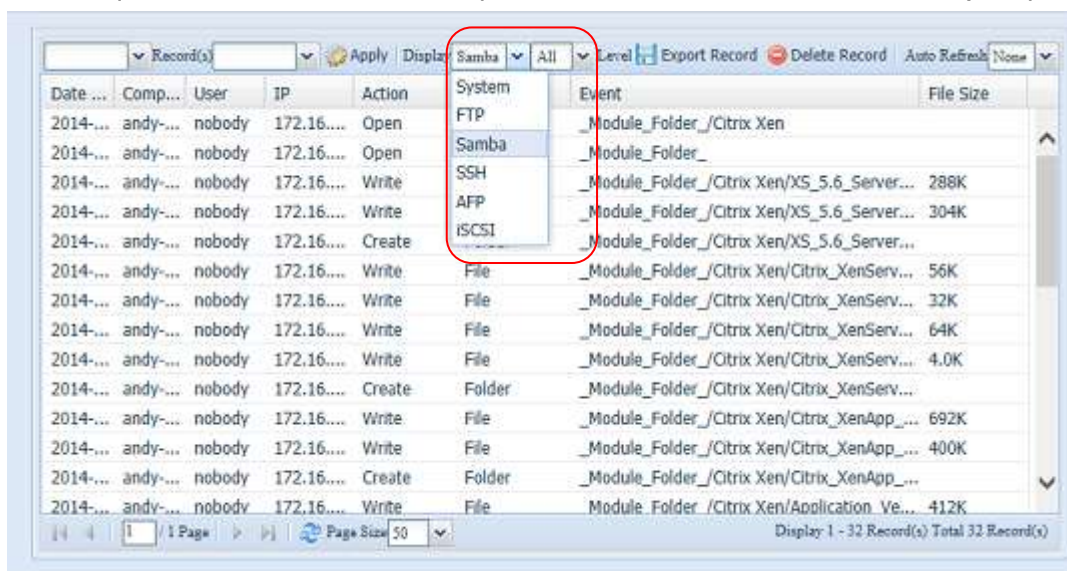 Record(s) Apply Display Samba All Level Export Record Delete Record Auto Refresh None
Date ... Comp... User IP Action Event File Size
System
FTP
Samba
SSH
AFP
iSCSI
2014-... andy-... nobody 172.16.... Open _Module_Folder_/Citrix Xen
2014-... andy-... nobody 172.16.... Open _Module_Folder_
2014-... andy-... nobody 172.16.... Write _Module_Folder_/Citrix Xen/XS_5.6_Server... 288K
2014-... andy-... nobody 172.16.... Write _Module_Folder_/Citrix Xen/XS_5.6_Server... 304K
2014-... andy-... nobody 172.16.... Create _Module_Folder_/Citrix Xen/XS_5.6_Server...
2014-... andy-... nobody 172.16.... Write File _Module_Folder_/Citrix Xen/Citrix_XenServ... 56K
2014-... andy-... nobody 172.16.... Write File _Module_Folder_/Citrix Xen/Citrix_XenServ... 32K
2014-... andy-... nobody 172.16.... Write File _Module_Folder_/Citrix Xen/Citrix_XenServ... 64K
2014-... andy-... nobody 172.16.... Write File _Module_Folder_/Citrix Xen/Citrix_XenServ... 4.0K
2014-... andy-... nobody 172.16.... Create Folder _Module_Folder_/Citrix Xen/Citrix_XenServ...
2014-... andy-... nobody 172.16.... Write File _Module_Folder_/Citrix Xen/Citrix_XenApp_... 692K
2014-... andy-... nobody 172.16.... Write File _Module_Folder_/Citrix Xen/Citrix_XenApp_... 400K
2014-... andy-... nobody 172.16.... Create Folder _Module_Folder_/Citrix Xen/Citrix_XenApp_...
2014-... andy-... nobody 172.16.... Write File _Module_Folder_/Citrix Xen/Application_Ve... 412K
1 / 1 Page Page Size 50 Display 1 - 32 Record(s) Total 32 Record(s)